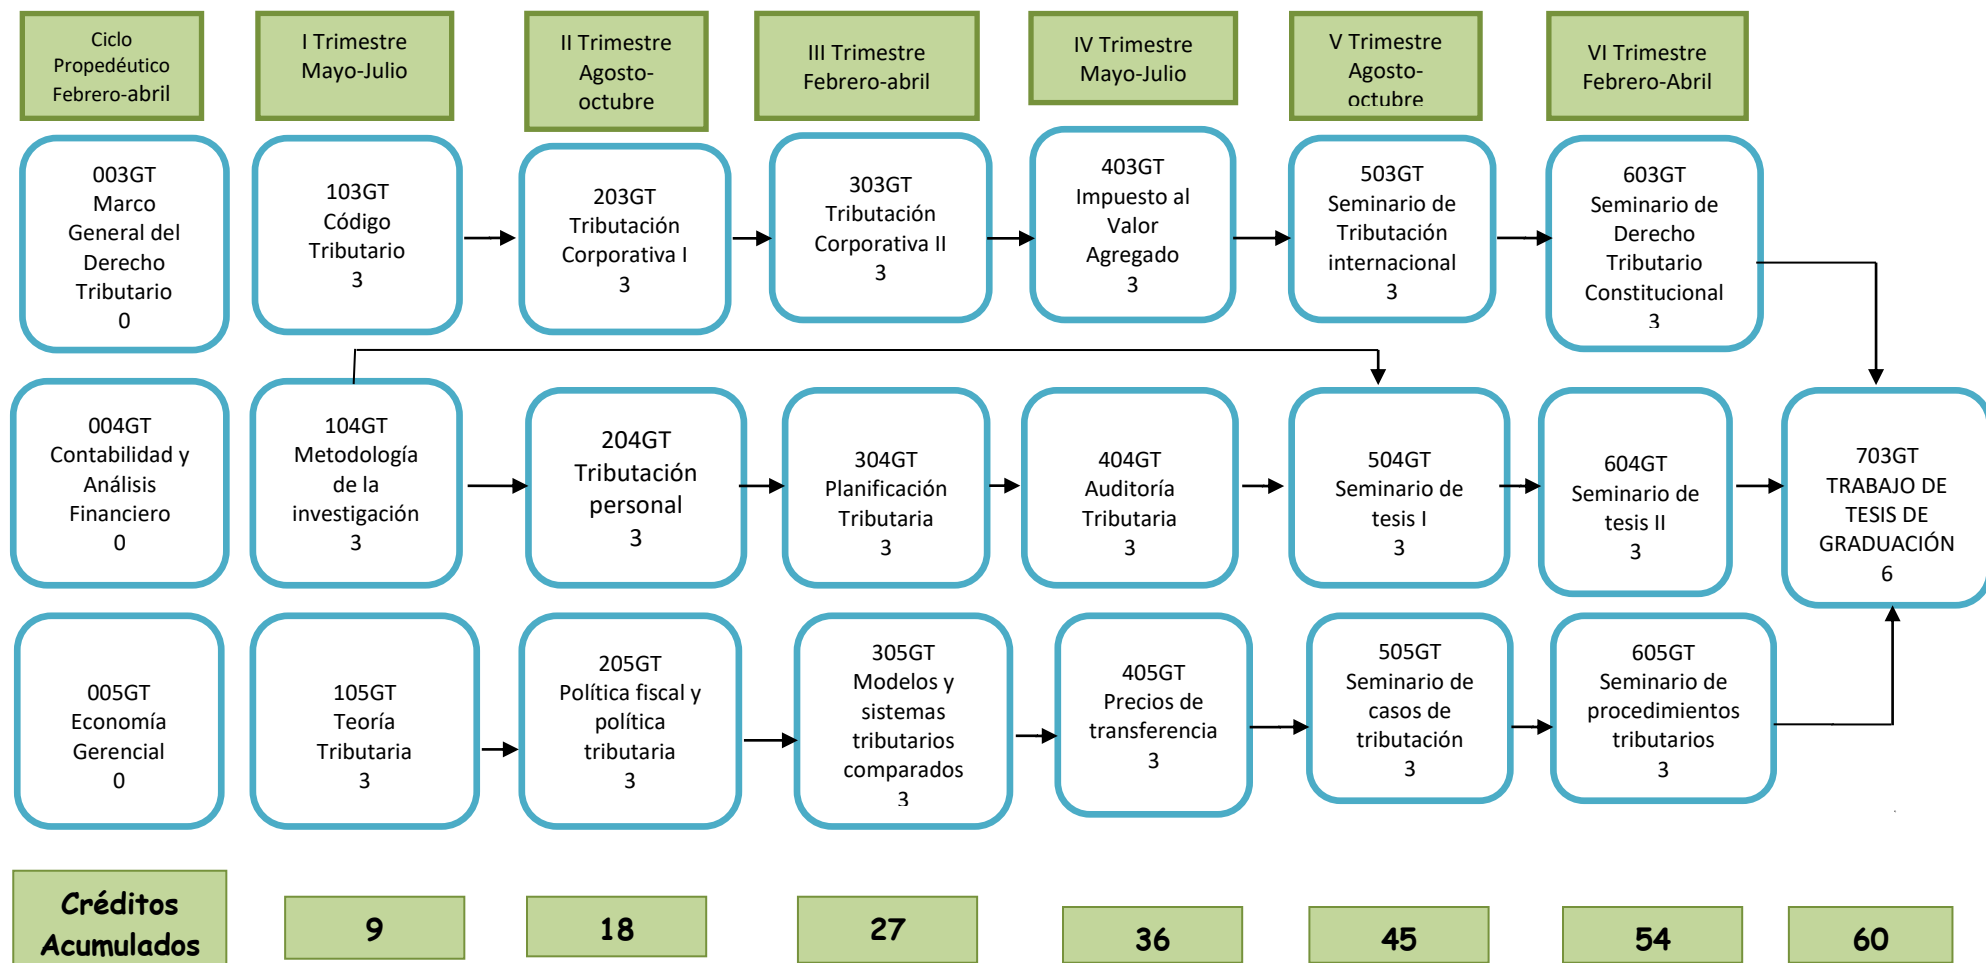 Ciclo
Propedéutico
Febrero-abril
I Trimestre
Mayo-Julio
II Trimestre
Agosto-
octubre
III Trimestre
Febrero-abril
IV Trimestre
Mayo-Julio
V Trimestre
Agosto-
octubre
VI Trimestre
Febrero-Abril
003GT
Marco
General del
Derecho
Tributario
0
103GT
Código
Tributario
3
203GT
Tributación
Corporativa I
3
303GT
Tributación
Corporativa II
3
403GT
Impuesto al
Valor
Agregado
3
503GT
Seminario de
Tributación
internacional
3
603GT
Seminario de
Derecho
Tributario
Constitucional
3
004GT
Contabilidad y
Análisis
Financiero
0
104GT
Metodología
de la
investigación
3
204GT
Tributación
personal
3
304GT
Planificación
Tributaria
3
404GT
Auditoría
Tributaria
3
504GT
Seminario de
tesis I
3
604GT
Seminario de
tesis II
3
703GT
TRABAJO DE
TESIS DE
GRADUACIÓN
6
005GT
Economía
Gerencial
0
105GT
Teoría
Tributaria
3
205GT
Política fiscal y
política
tributaria
3
305GT
Modelos y
sistemas
tributarios
comparados
3
405GT
Precios de
transferencia
3
505GT
Seminario de
casos de
tributación
3
605GT
Seminario de
procedimientos
tributarios
3
Créditos
Acumulados
9
18
27
36
45
54
60